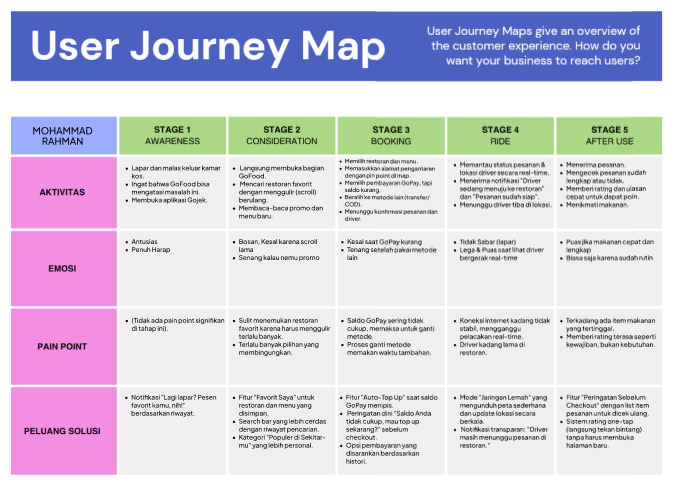 User Journey Map
User Journey Maps give an overview of
the customer experience. How do you
want your business to reach users?
MOHAMMAD
RAHMAN
STAGE 1
AWARENESS
STAGE 2
CONSIDERATION
STAGE 3
BOOKING
STAGE 4
RIDE
STAGE 5
AFTER USE
AKTIVITAS
• Lapar dan malas keluar kamar
kos.
• Ingat bahwa GoFood bisa
mengatasi masalah ini.
• Membuka aplikasi Gojek.
• Langsung membuka bagian
GoFood.
• Mencari restoran favorit
dengan menggulir (scroll)
berulang.
• Membaca-baca promo dan
menu baru.
• Memilih restoran dan menu.
• Memasukkan alamat pengantaran
dengan pin point di map.
• Memilih pembayaran GoPay, tapi
saldo kurang.
• Beralih ke metode lain (transfer/
COD).
• Menunggu konfirmasi pesanan dan
driver.
• Memantau status pesanan &
lokasi driver secara real-time.
• Menerima notifikasi "Driver
sedang menuju ke restoran"
dan "Pesanan sudah siap".
• Menunggu driver tiba di lokasi.
• Menerima pesanan.
• Mengecek pesanan sudah
lengkap atau tidak.
• Memberi rating dan ulasan
cepat untuk dapat poin.
• Menikmati makanan.
EMOSI
• Antusias
• Penuh Harap
• Bosan, Kesal karena scroll
lama
• Senang kalau nemu promo
• Kesal saat GoPay kurang
• Tenang setelah pakai metode
lain
• Tidak Sabar (lapar)
• Lega & Puas saat lihat driver
bergerak real-time
• Puas jika makanan cepat dan
lengkap
• Biasa saja karena sudah rutin
PAIN POINT
• (Tidak ada pain point signifikan
di tahap ini).
• Sulit menemukan restoran
favorit karena harus menggulir
terlalu banyak.
• Terlalu banyak pilihan yang
membingungkan.
• Saldo GoPay sering tidak
cukup, memaksa untuk ganti
metode.
• Proses ganti metode
memakan waktu tambahan.
• Koneksi internet kadang tidak
stabil, mengganggu
pelacakan real-time.
• Driver kadang lama di
restoran.
• Terkadang ada item makanan
yang tertinggal.
• Memberi rating terasa seperti
kewajiban, bukan kebutuhan.
PELUANG SOLUSI
• Notifikasi "Lagi lapar? Pesen
favorit kamu, nih!"
berdasarkan riwayat.
• Fitur "Favorit Saya" untuk
restoran dan menu yang
disimpan.
• Search bar yang lebih cerdas
dengan riwayat pencarian.
• Kategori "Populer di Sekitar-
mu" yang lebih personal.
• Fitur "Auto-Top Up" saat saldo
GoPay menipis.
• Peringatan dini "Saldo Anda
tidak cukup, mau top up
sekarang?" sebelum
checkout.
• Opsi pembayaran yang
disarankan berdasarkan
histori.
• Mode "Jaringan Lemah" yang
mengunduh peta sederhana
dan update lokasi secara
berkala.
• Notifikasi transparan: "Driver
masih menunggu pesanan di
restoran."
• Fitur "Peringatan Sebelum
Checkout" dengan list item
pesanan untuk dicek ulang.
• Sistem rating one-tap
(langsung tekan bintang)
tanpa harus membuka
halaman baru.